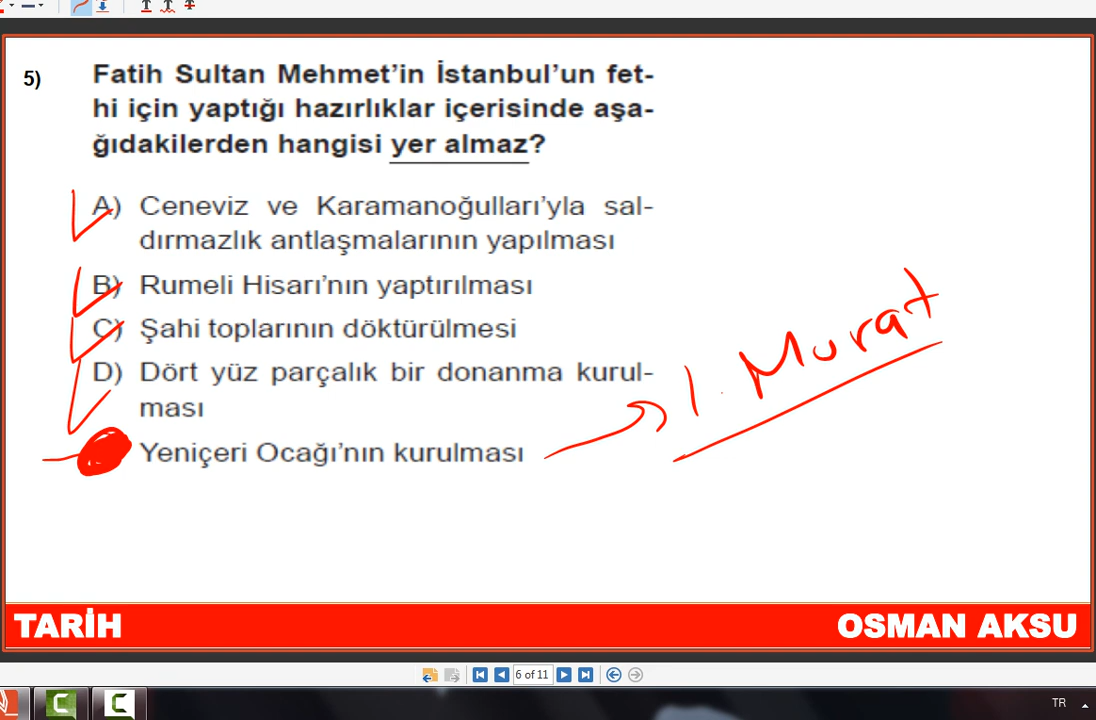 5) Fatih Sultan Mehmet'in İstanbul'un fet-
hi için yaptığı hazırlıklar içerisinde aşa-
ğıdakilerden hangisi yer almaz?
A) Ceneviz ve Karamanoğulları'yla sal-
dırmazlık antlaşmalarının yapılması
B) Rumeli Hisarı'nın yaptırılması
C) Şahi toplarının döktürülmesi
D) Dört yüz parçalık bir donanma kurul-
ması
Yeniçeri Ocağı'nın kurulması
1. Murat
TARİH
OSMAN AKSU
6 of 11
TR